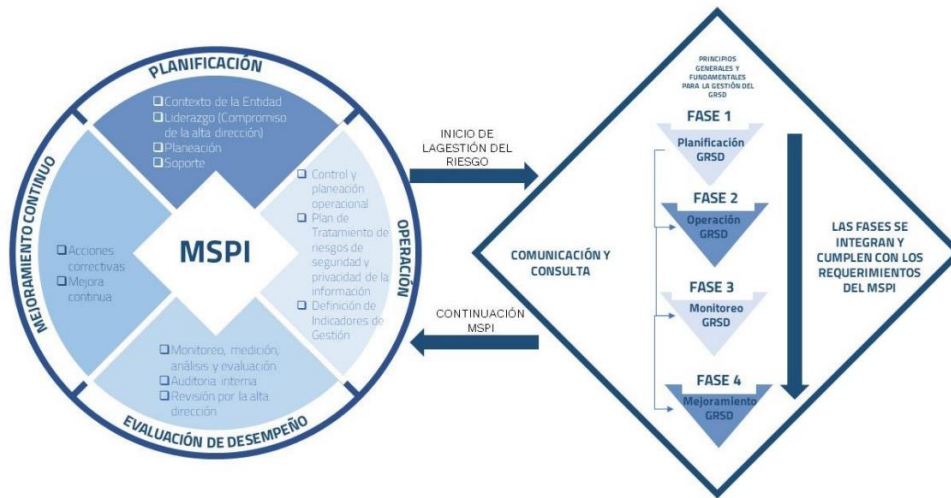 PLANIFICACIÓN
❑Contexto de la Entidad
❑Liderazgo (Compromiso
de la alta dirección)
❑Planeación
❑Soporte
MEJORAMIENTO CONTINUO
❑Acciones
correctivas
❑Mejora
continua
MSPI
❑ Control y
planeación
operacional
❑ Plan de
Tratamiento de
riesgos de
seguridad y
privacidad de la
información
❑Definición de
Indicadores de
Gestión
OPERACIÓN
❑Monitoreo, medición,
análisis y evaluación
❑Auditoria interna
❑Revisión por la alta
dirección
EVALUACIÓN DE DESEMPEÑO
INICIO DE
LAGESTIÓN DEL
RIESGO
CONTINUACIÓN
MSPI
PRINCIPIOS
GENERALES Y
FUNDAMENTALES
PARA LA GESTIÓN DEL
GRSD
FASE 1
Planificación
GRSD
FASE 2
Operación
GRSD
COMUNICACIÓN Y
CONSULTA
FASE 3
Monitoreo
GRSD
FASE 4
Mejoramiento
GRSD
LAS FASES SE
INTEGRAN Y
CUMPLEN CON LOS
REQUERIMIENTOS
DEL MSPI